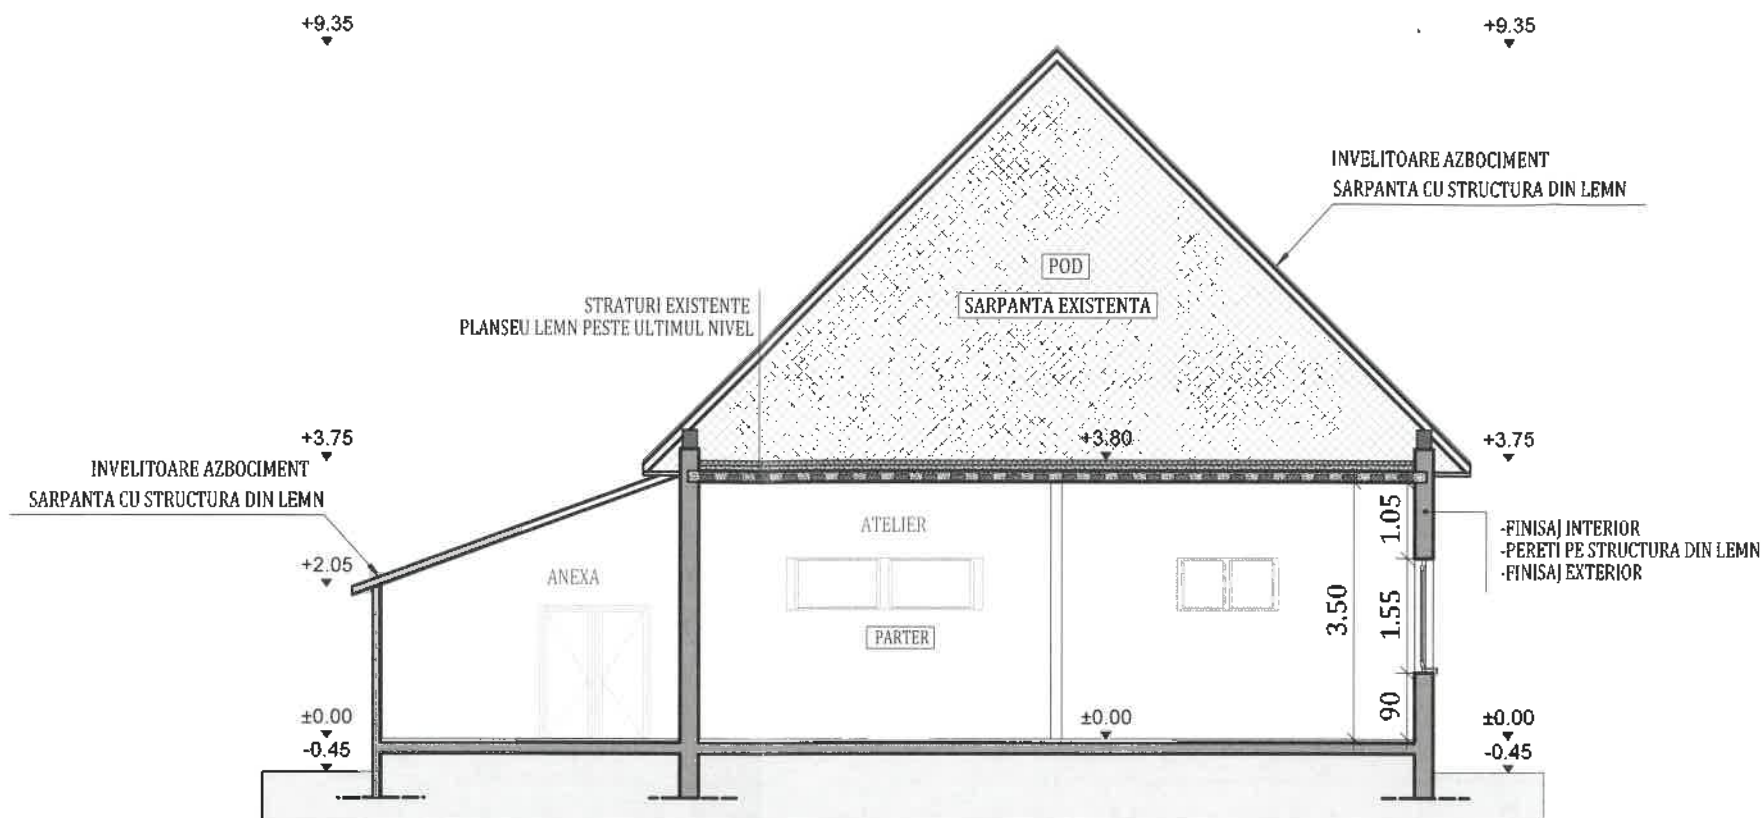 +9.35
+9.35
INVELITOARE AZBOCIMENT
SARPANTA CU STRUCTURA DIN LEMN
POD
SARPANTA EXISTENTA
STRATURI EXISTENTE
PLANSEU LEMN PESTE ULTIMUL NIVEL
+3.75
+3.80
+3.75
INVELITOARE AZBOCIMENT
SARPANTA CU STRUCTURA DIN LEMN
ATELIER
1.05
-FINISAJ INTERIOR
-PERETI PE STRUCTURA DIN LEMN
-FINISAJ EXTERIOR
+2.05
ANEXA
3.50
1.55
PARTER
90
±0.00
±0.00
±0.00
-0.45
-0.45